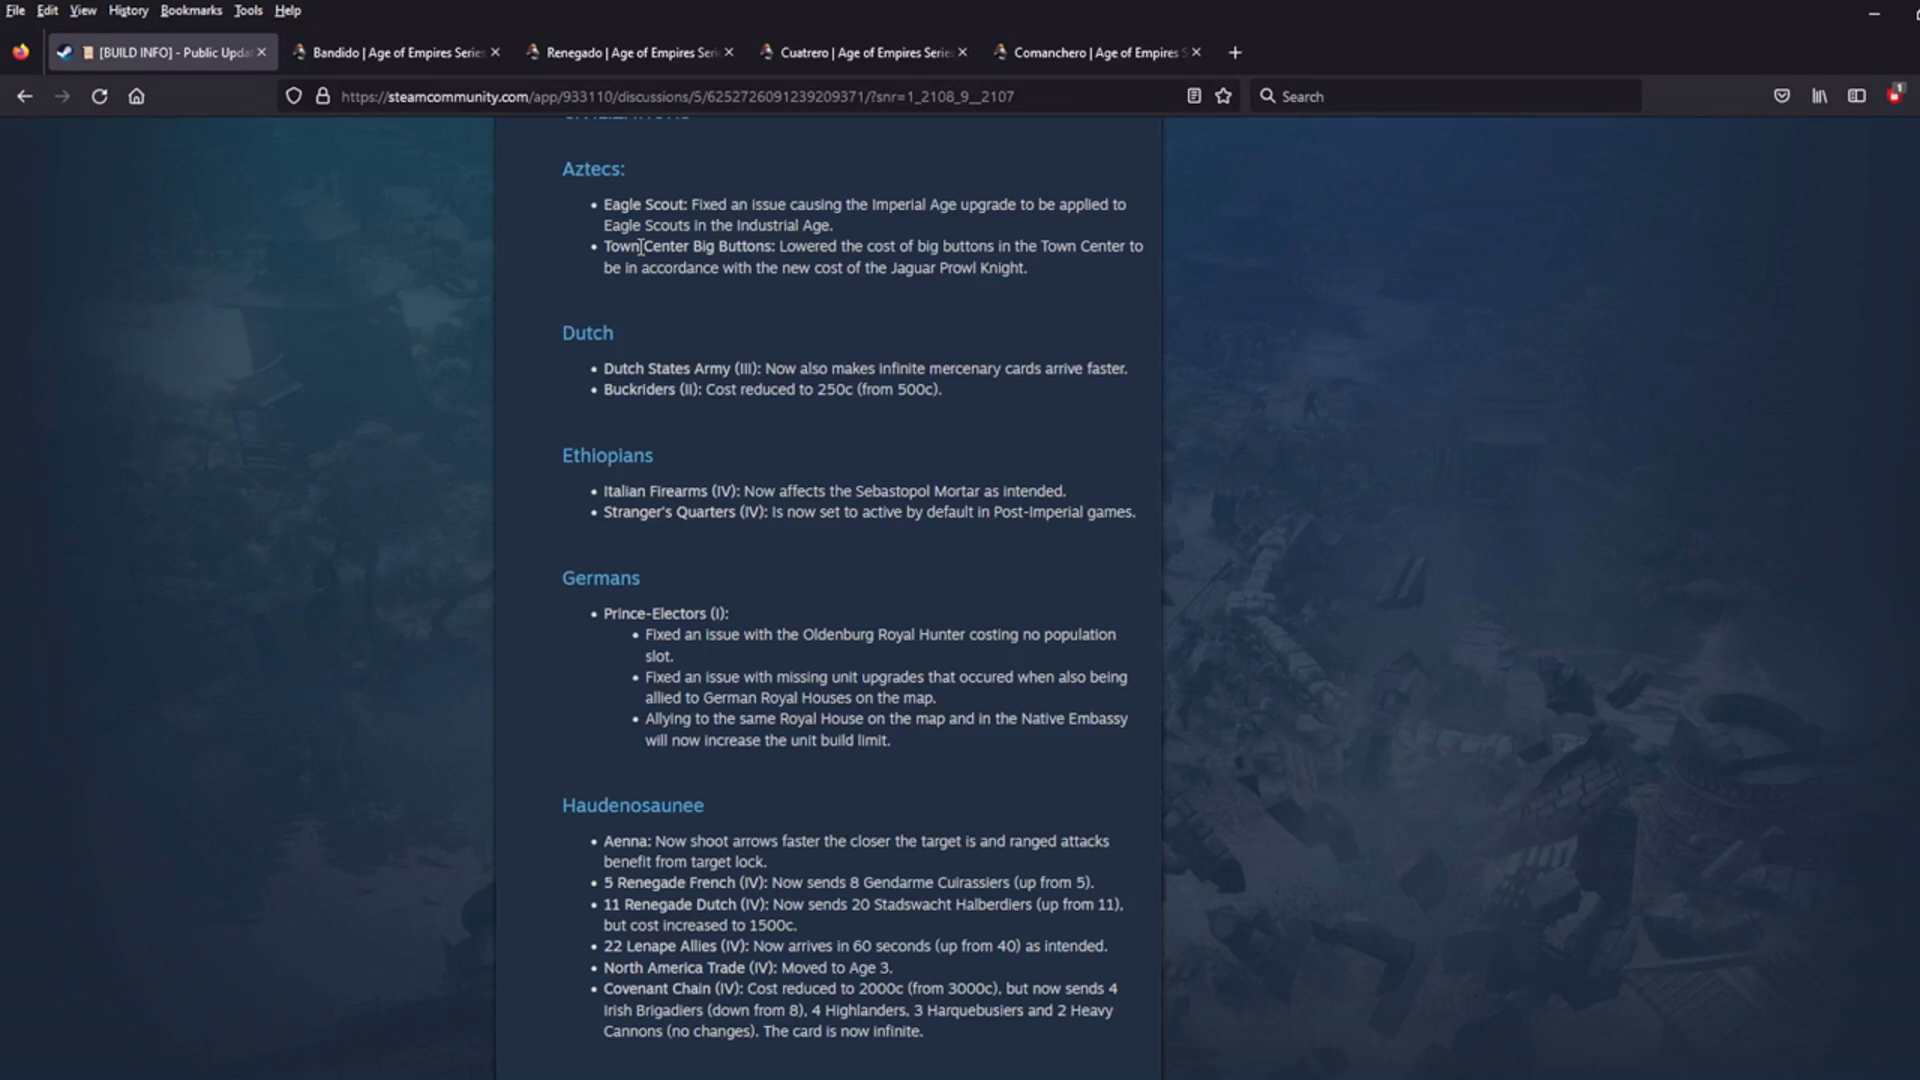 File Edit View History Bookmarks Tools Help
[BUILD INFO] - Public Upda
Bandido | Age of Empires Series
Renegado | Age of Empires Seri
Cuatrero | Age of Empires Serie
Comanchero | Age of Empires S
https://steamcommunity.com/app/933110/discussions/5/6252726091239209371/?snr=1_2108_9__2107
Search
1
Aztecs:
• Eagle Scout: Fixed an issue causing the Imperial Age upgrade to be applied to
Eagle Scouts in the Industrial Age.
• Town Center Big Buttons: Lowered the cost of big buttons in the Town Center to
be in accordance with the new cost of the Jaguar Prowl Knight.
Dutch
• Dutch States Army (III): Now also makes infinite mercenary cards arrive faster.
• Buckriders (II): Cost reduced to 250c (from 500c).
Ethiopians
• Italian Firearms (IV): Now affects the Sebastopol Mortar as intended.
• Stranger's Quarters (IV): Is now set to active by default in Post-Imperial games.
Germans
• Prince-Electors (I):
• Fixed an issue with the Oldenburg Royal Hunter costing no population
slot.
• Fixed an issue with missing unit upgrades that occured when also being
allied to German Royal Houses on the map.
• Allying to the same Royal House on the map and in the Native Embassy
will now increase the unit build limit.
Haudenosaunee
• Aenna: Now shoot arrows faster the closer the target is and ranged attacks
benefit from target lock.
• 5 Renegade French (IV): Now sends 8 Gendarme Cuirassiers (up from 5).
• 11 Renegade Dutch (IV): Now sends 20 Stadswacht Halberdiers (up from 11),
but cost increased to 1500c.
• 22 Lenape Allies (IV): Now arrives in 60 seconds (up from 40) as intended.
• North America Trade (IV): Moved to Age 3.
• Covenant Chain (IV): Cost reduced to 2000c (from 3000c), but now sends 4
Irish Brigadiers (down from 8), 4 Highlanders, 3 Harquebusiers and 2 Heavy
Cannons (no changes). The card is now infinite.